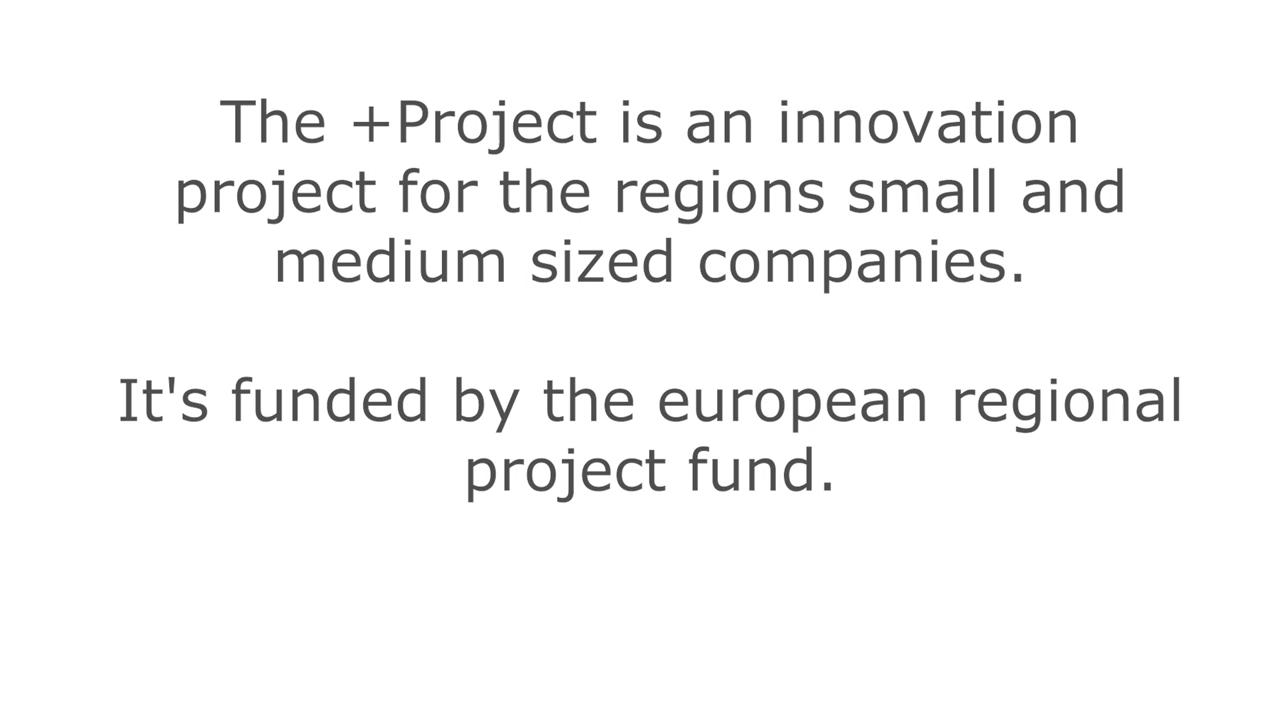 The +Project is an innovation
project for the regions small and
medium sized companies.
It's funded by the european regional
project fund.